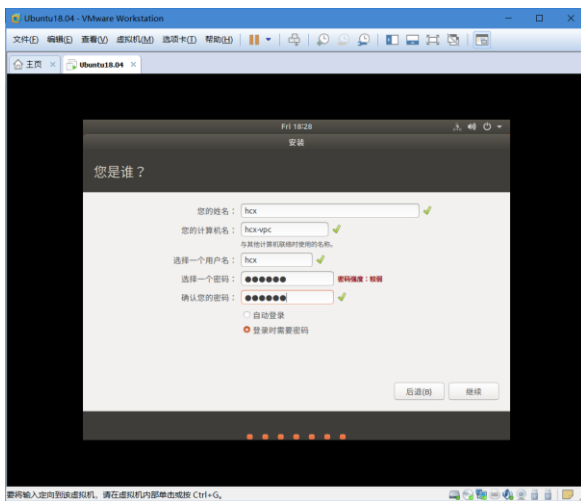 Ubuntu18.04 - VMware Workstation
文件(F) 编辑(E) 查看(V) 虚拟机(M) 选项卡(T) 帮助(H)
主页 Ubuntu18.04
Fri 18:28
安装
您是谁？
您的姓名： hcx
您的计算机名： hcx-vpc
与其他计算机联络时使用的名称。
选择一个用户名： hcx
选择一个密码： ●●●●●● 密码强度：较弱
确认您的密码： ●●●●●●
自动登录
登录时需要密码
后退(B) 继续
要将输入定向到该虚拟机，请在虚拟机内部单击或按 Ctrl+G。